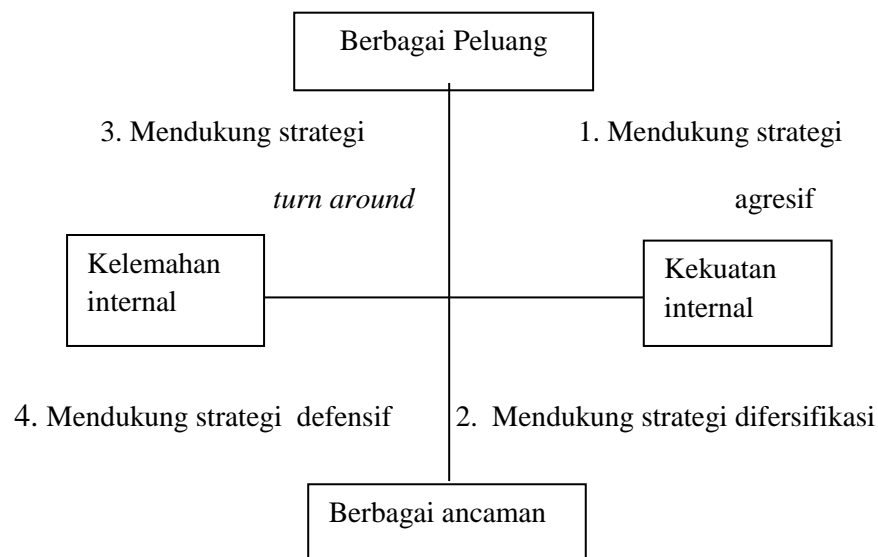 Berbagai Peluang
3. Mendukung strategi
turn around
1. Mendukung strategi
agresif
Kelemahan
internal
Kekuatan
internal
4. Mendukung strategi defensif
2. Mendukung strategi difersifikasi
Berbagai ancaman